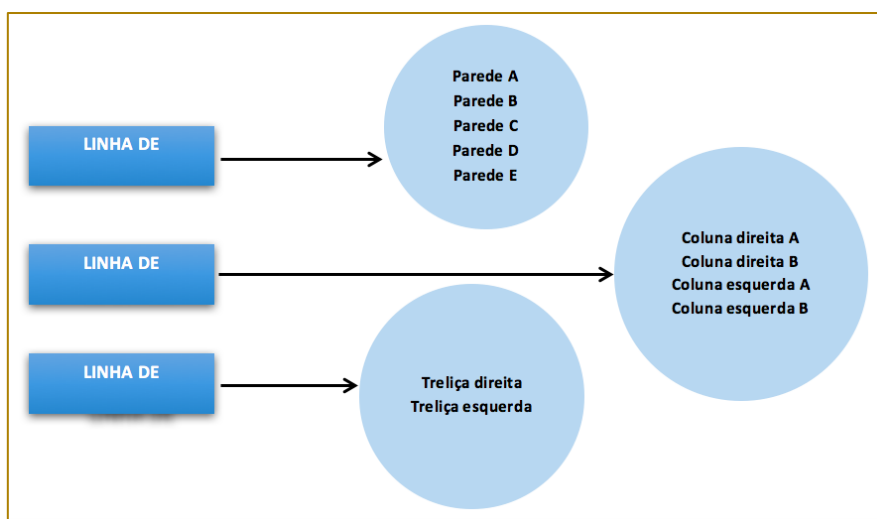 LINHA DE
Parede A
Parede B
Parede C
Parede D
Parede E
LINHA DE
Coluna direita A
Coluna direita B
Coluna esquerda A
Coluna esquerda B
LINHA DE
Treliça direita
Treliça esquerda